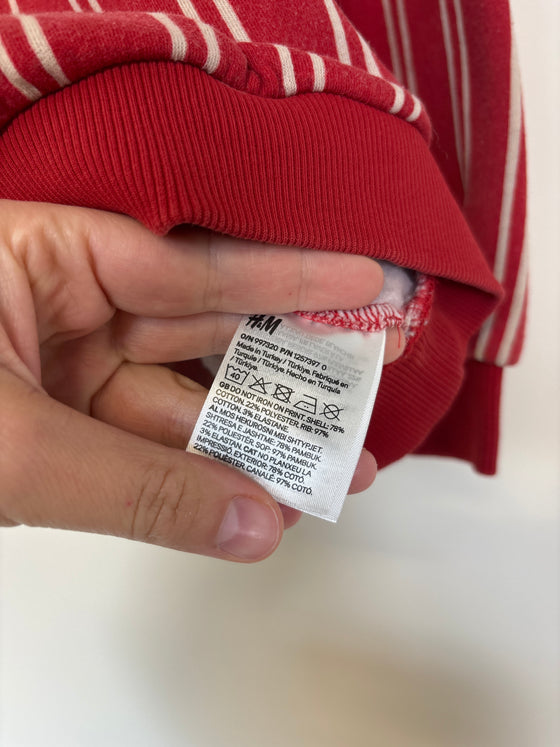 H&M
O/N 997320 P/N 1257397 0
Made in Turkey / Türkiye, Fabriqué en
Turquie / Türkiye, Hecho en Turquía
/Türkiye.
40
GB DO NOT IRON ON PRINT. SHELL: 78%
COTTON. 22% POLYESTER, RIB: 97%
COTTON. 3% ELASTANE.
AL MOS HEKUROSNI MBI SHTYPJET.
SHTRESA E JASHTME: 78% PAMBUK.
22% POLIESTËR, SOP: 97% PAMBUK.
3% ELASTAN. CAT NO PLANXEU LA
IMPRESSIÓ, EXTERIOR: 78% COTÓ.
22% POLIÈSTER, CANALÉ: 97% COTÓ.